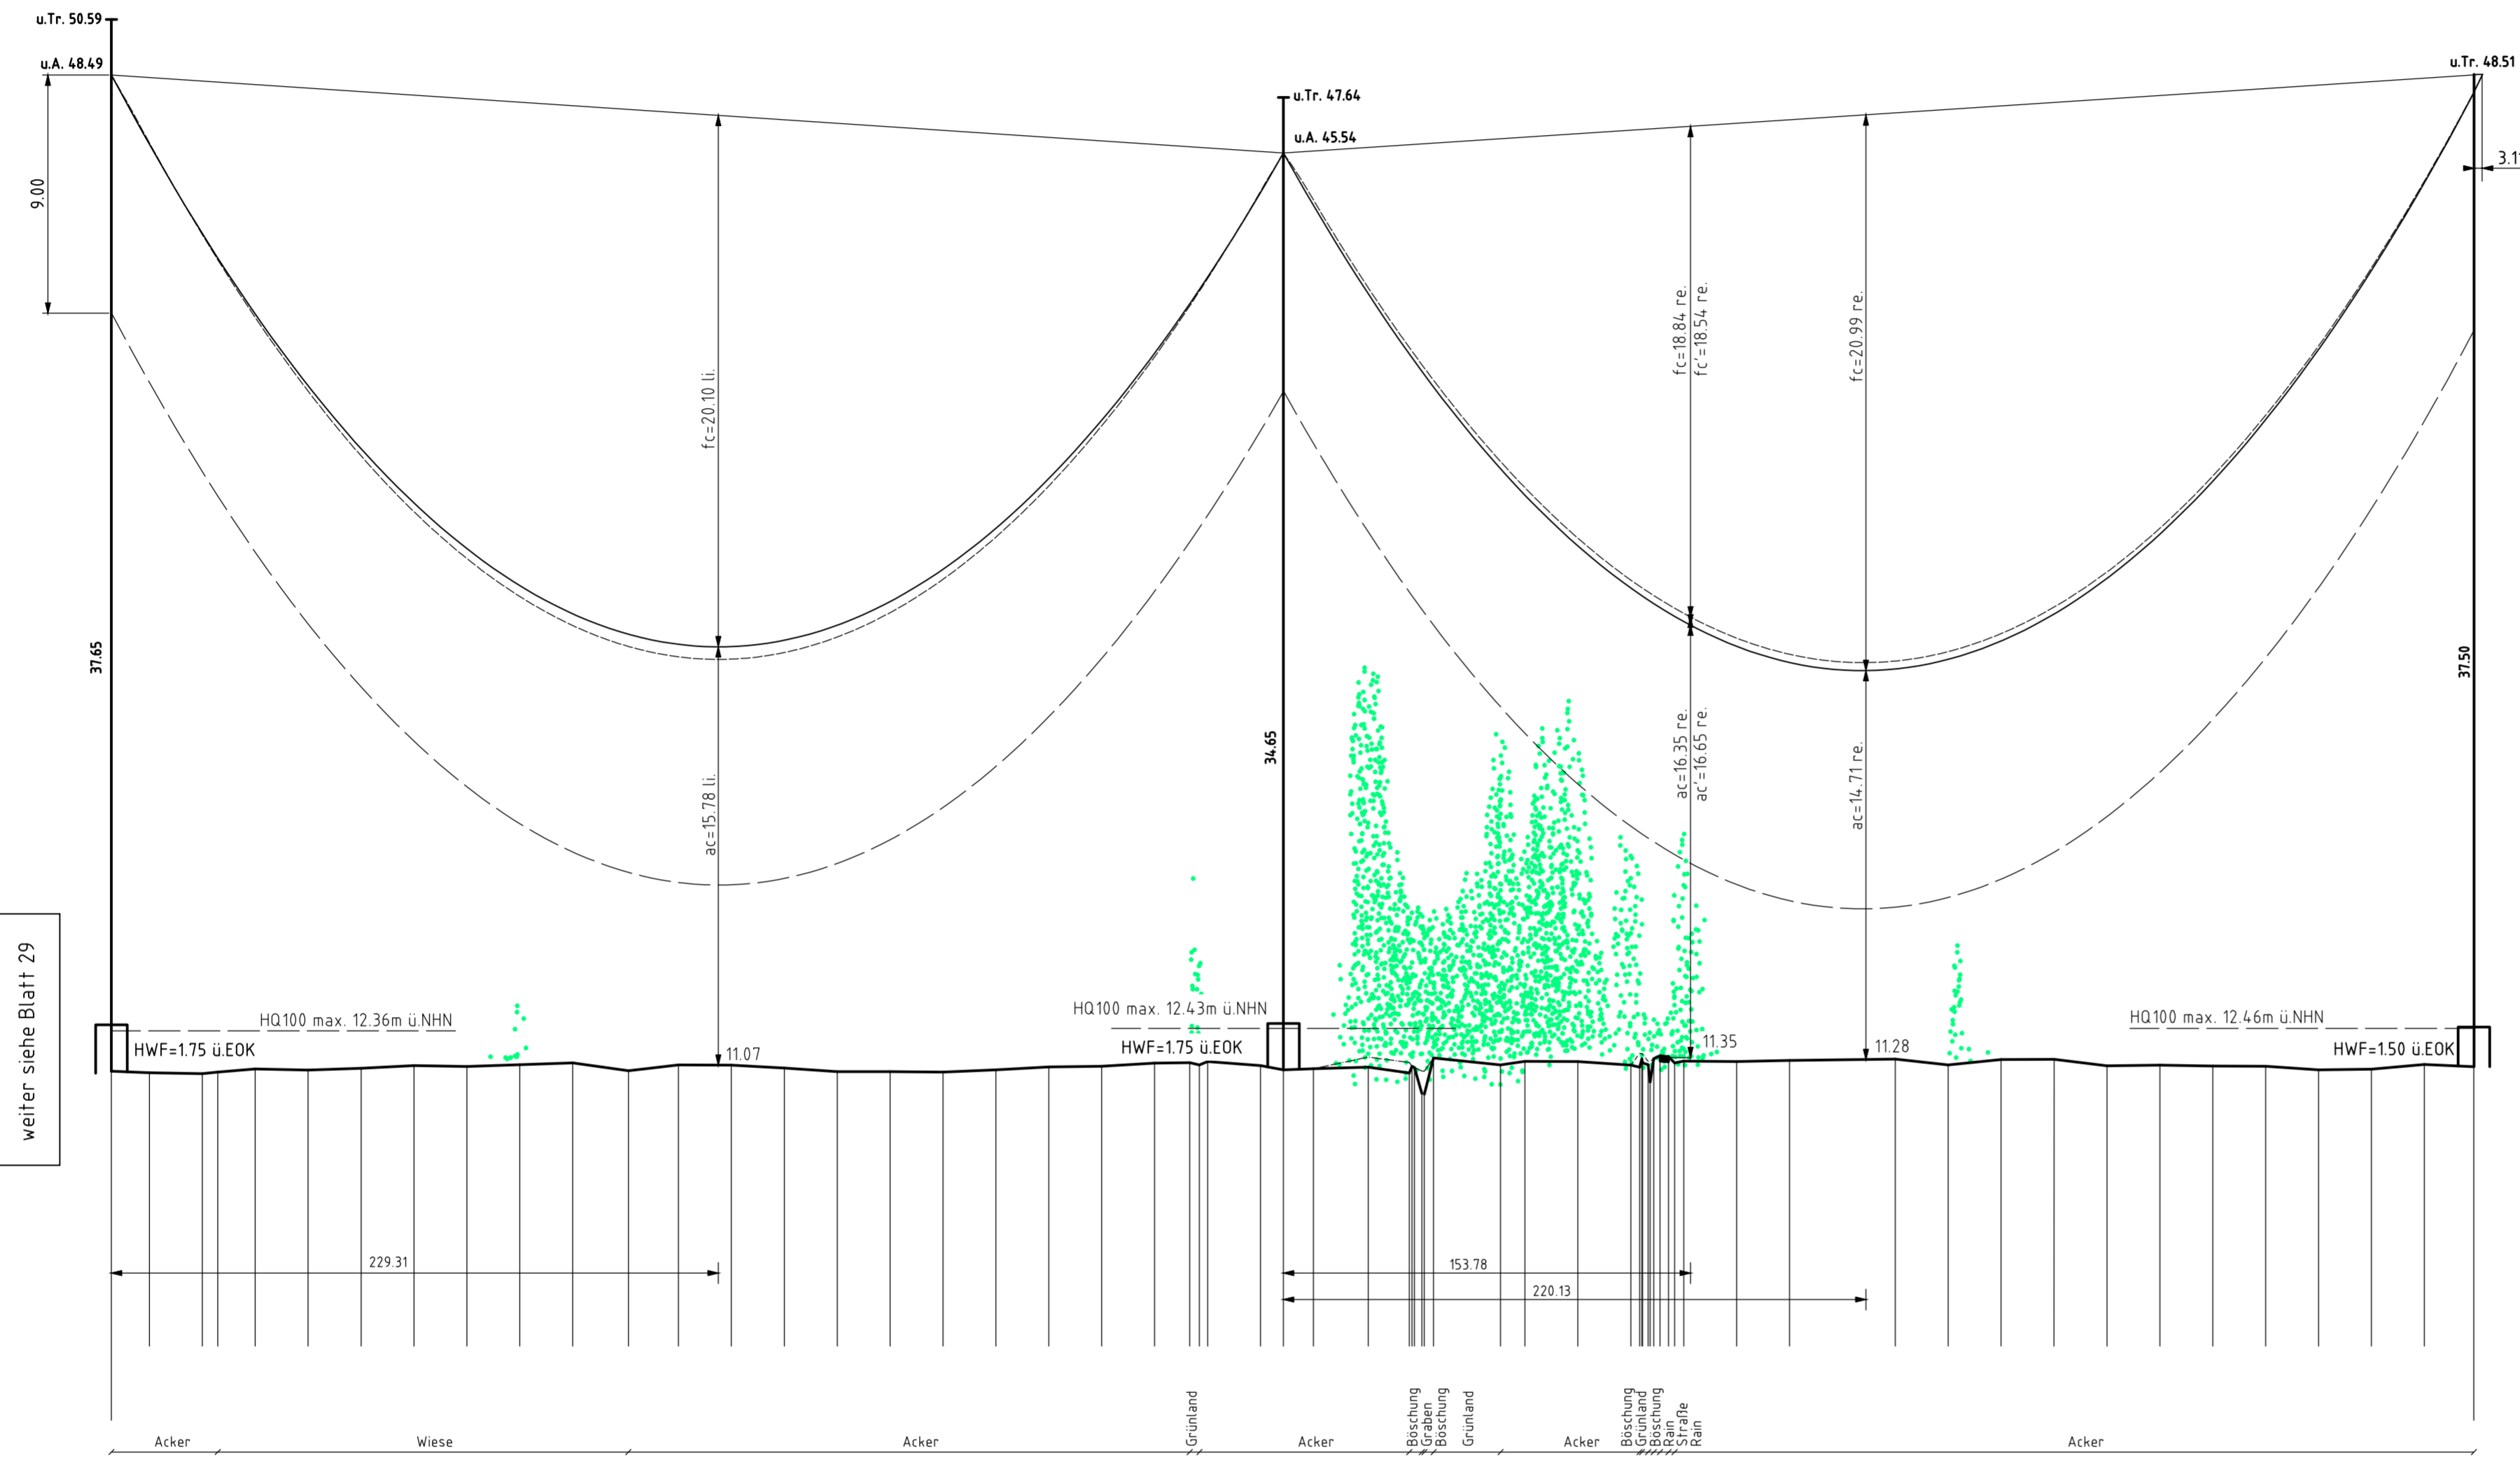 u.Tr. 50.59
u.A. 48.49
u.Tr. 47.64
u.A. 45.54
u.Tr. 48.51
9.00
fc=20.10 li.
fc=18.84 re.
fc'=18.54 re.
fc=20.99 re.
37.65
34.65
37.50
ac=15.78 li.
ac=16.35 re.
ac'=16.65 re.
ac=14.71 re.
weiter siehe Blatt 29
HQ100 max. 12.36m ü.NHN
HWF=1.75 ü.EOK
11.07
HQ100 max. 12.43m ü.NHN
HWF=1.75 ü.EOK
11.35
11.28
HQ100 max. 12.46m ü.NHN
HWF=1.50 ü.EOK
229.31
153.78
220.13
Acker
Wiese
Acker
Grünland
Acker
Böschung
Graben
Böschung
Grünland
Acker
Böschung
Grünland
Böschung
Rain
Straße
Rain
Acker